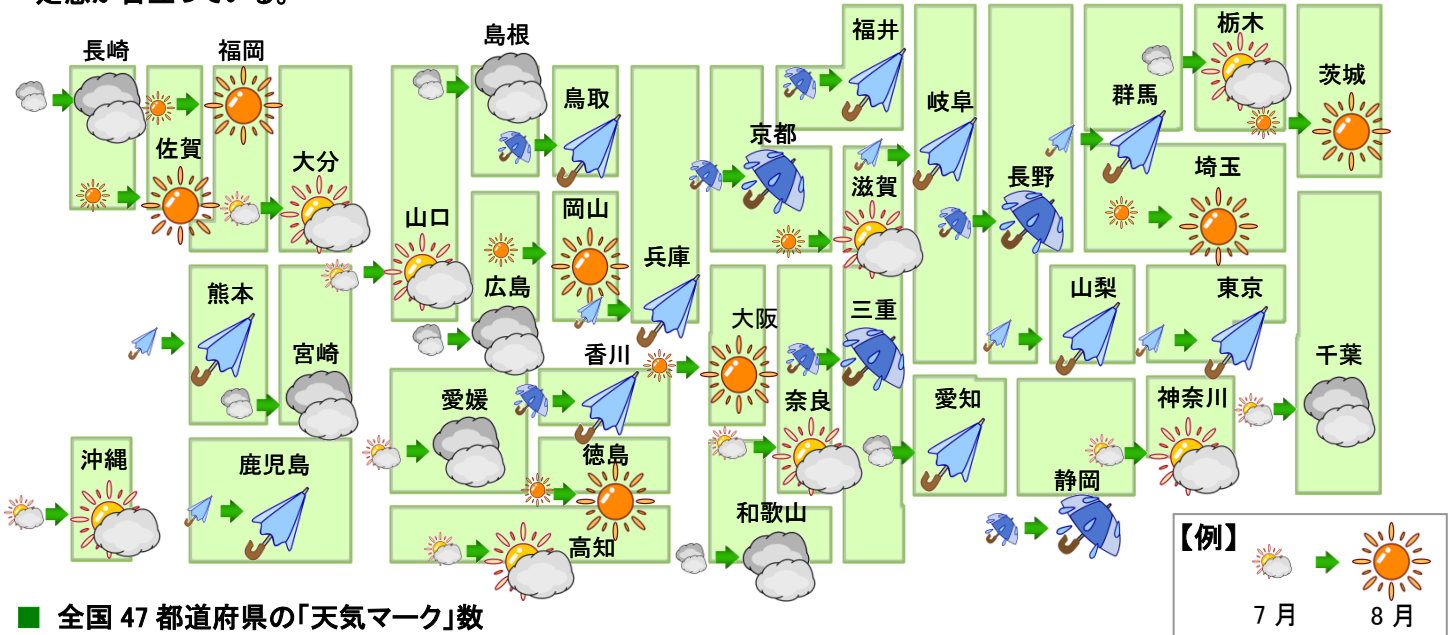 長崎
福岡
佐賀
大分
熊本
宮崎
鹿児島
沖縄
島根
鳥取
山口
岡山
広島
兵庫
香川
愛媛
徳島
高知
福井
京都
滋賀
岐阜
大阪
三重
奈良
和歌山
愛知
長野
群馬
栃木
茨城
埼玉
山梨
東京
千葉
神奈川
静岡
【例】
7 月
8 月
■ 全国 47 都道府県の「天気マーク」数